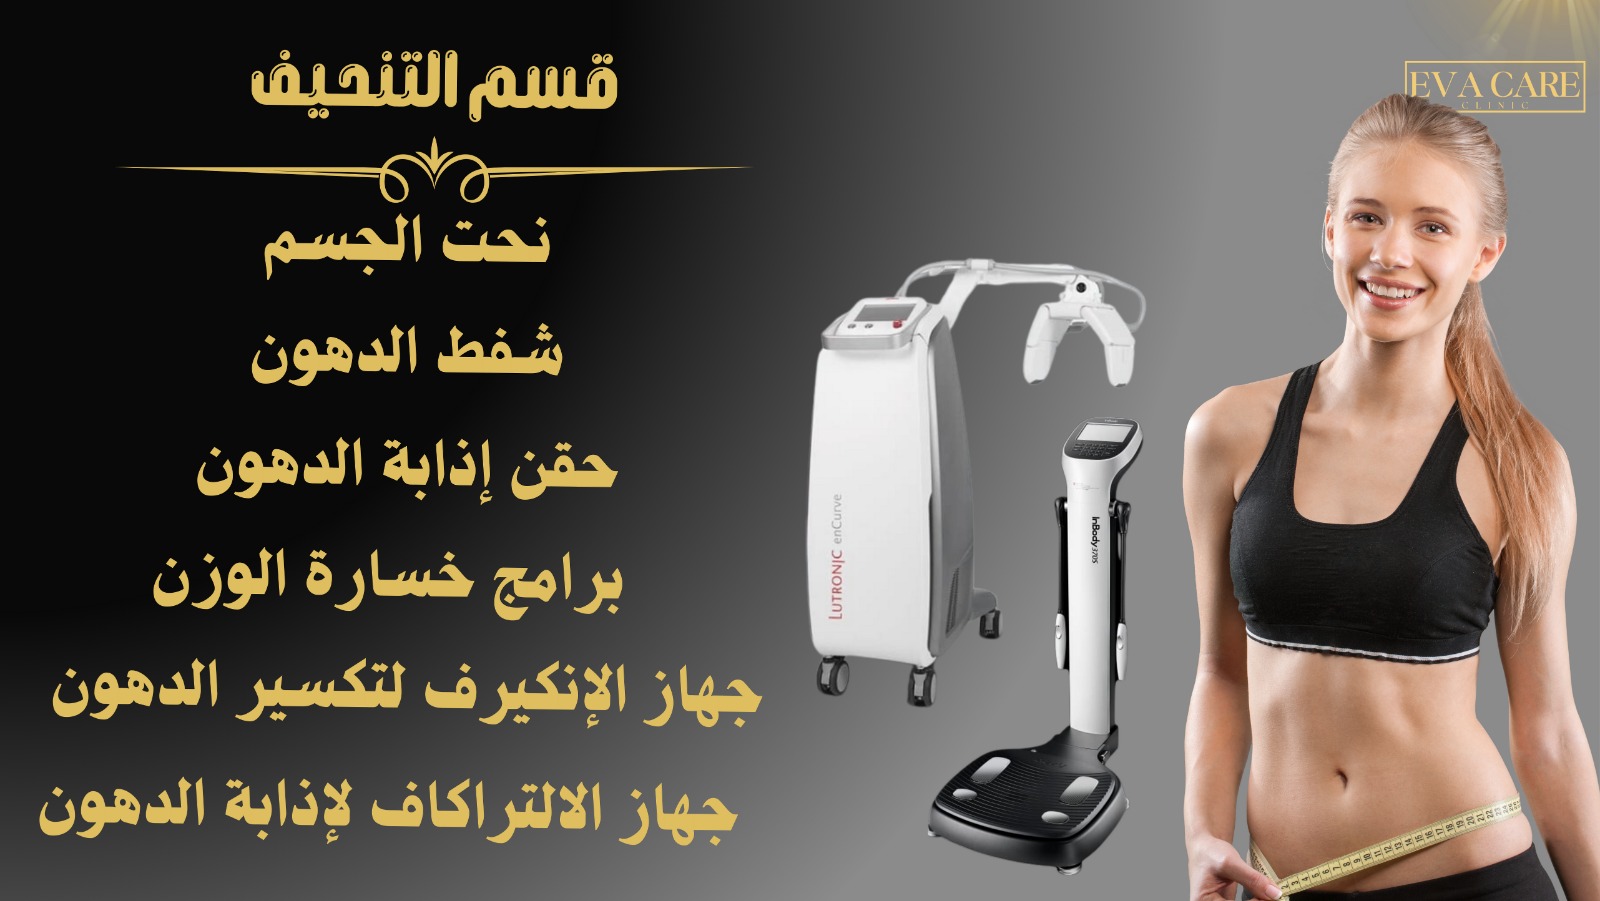 قسم التنحيف
نحت الجسم
شفط الدهون
حقن إذابة الدهون
برامج خسارة الوزن
جهاز الإنكيرف لتكسير الدهون
جهاز الالتراكاف لإذابة الدهون
EVA CARE
CLINIC
LUTRONIC enCurve
InBody 370S